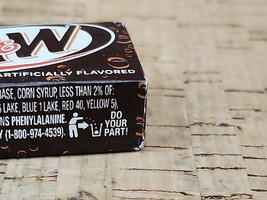 &W
ARTIFICIALLY FLAVORED
ASE, CORN SYRUP, LESS THAN 2% OF:
LAKE, BLUE 1 LAKE, RED 40, YELLOW 5),
NS PHENYLALANINE.
Y (1-800-974-4539).
DO
YOUR
PART!